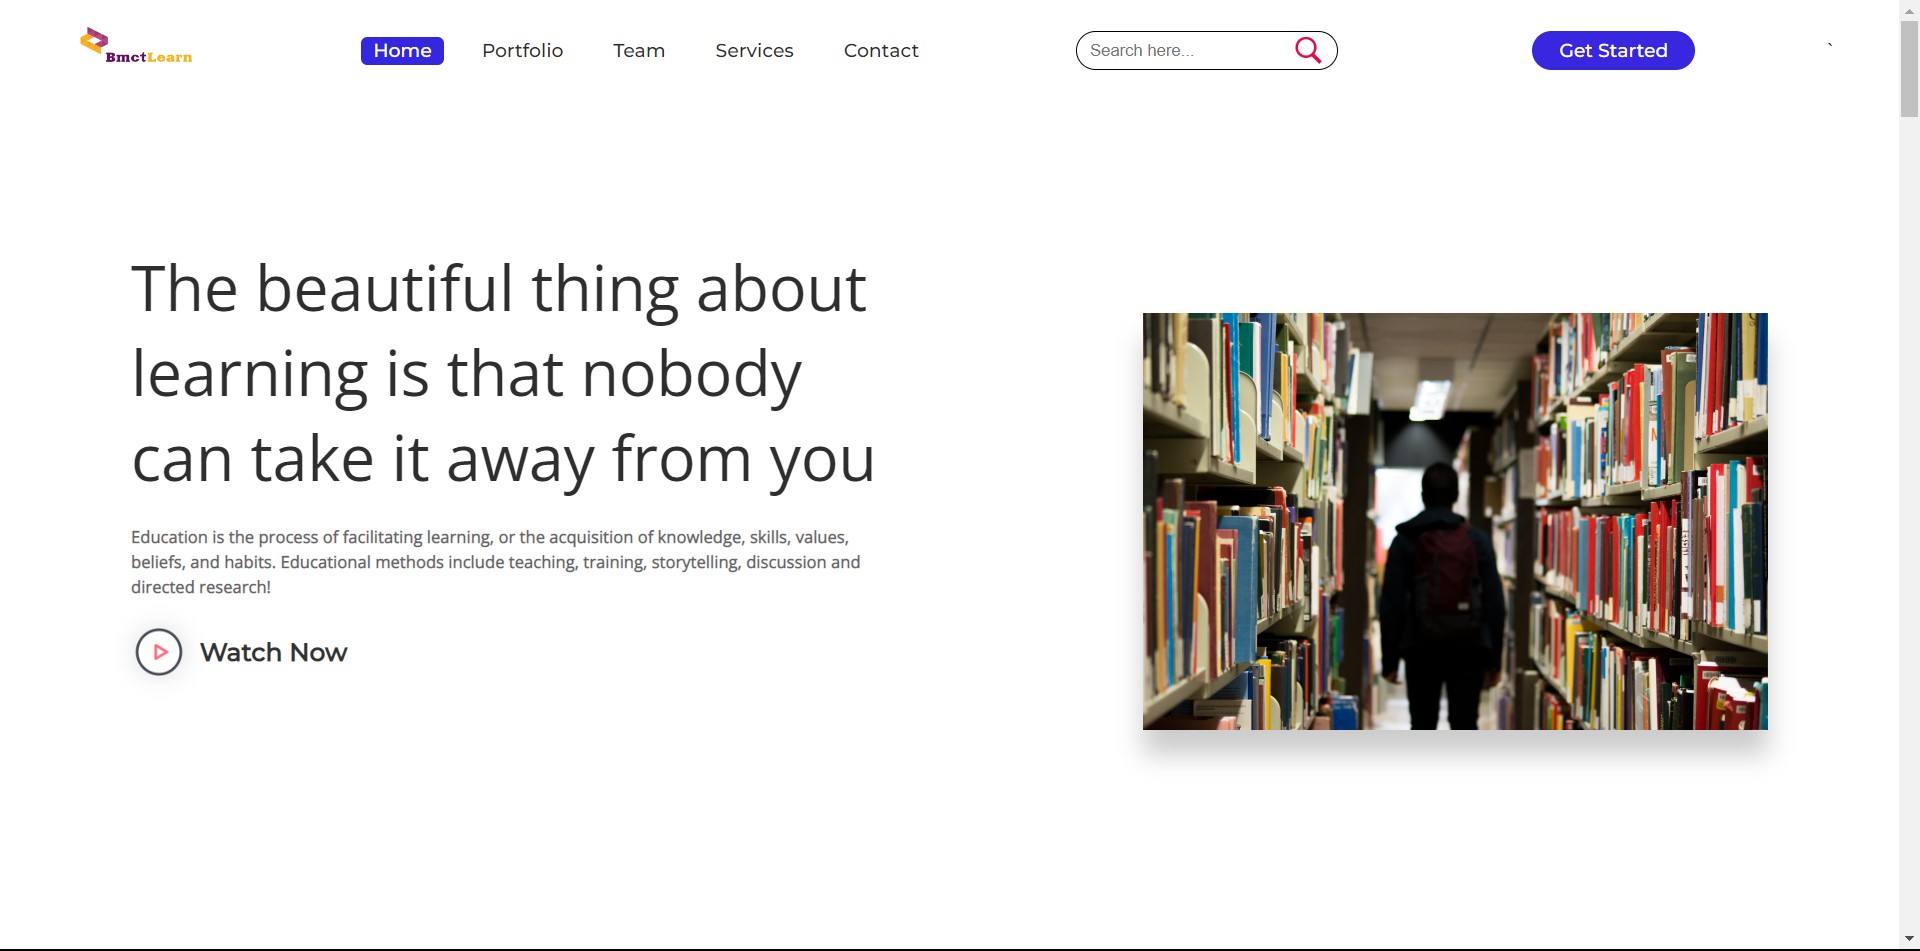 BmctLearn
Home
Portfolio
Team
Services
Contact
Search here...
Get Started
`
The beautiful thing about
learning is that nobody
can take it away from you
Education is the process of facilitating learning, or the acquisition of knowledge, skills, values,
beliefs, and habits. Educational methods include teaching, training, storytelling, discussion and
directed research!
Watch Now